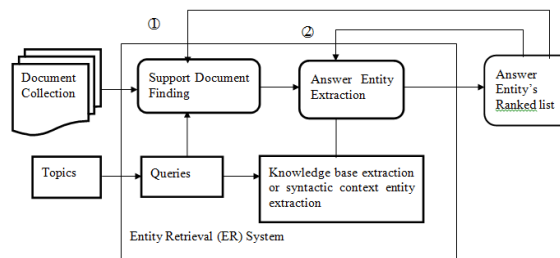 ①
②
Document
Collection
Support Document
Finding
Answer Entity
Extraction
Answer
Entity’s
Ranked list
Topics
Queries
Knowledge base extraction
or syntactic context entity
extraction
Entity Retrieval (ER) System